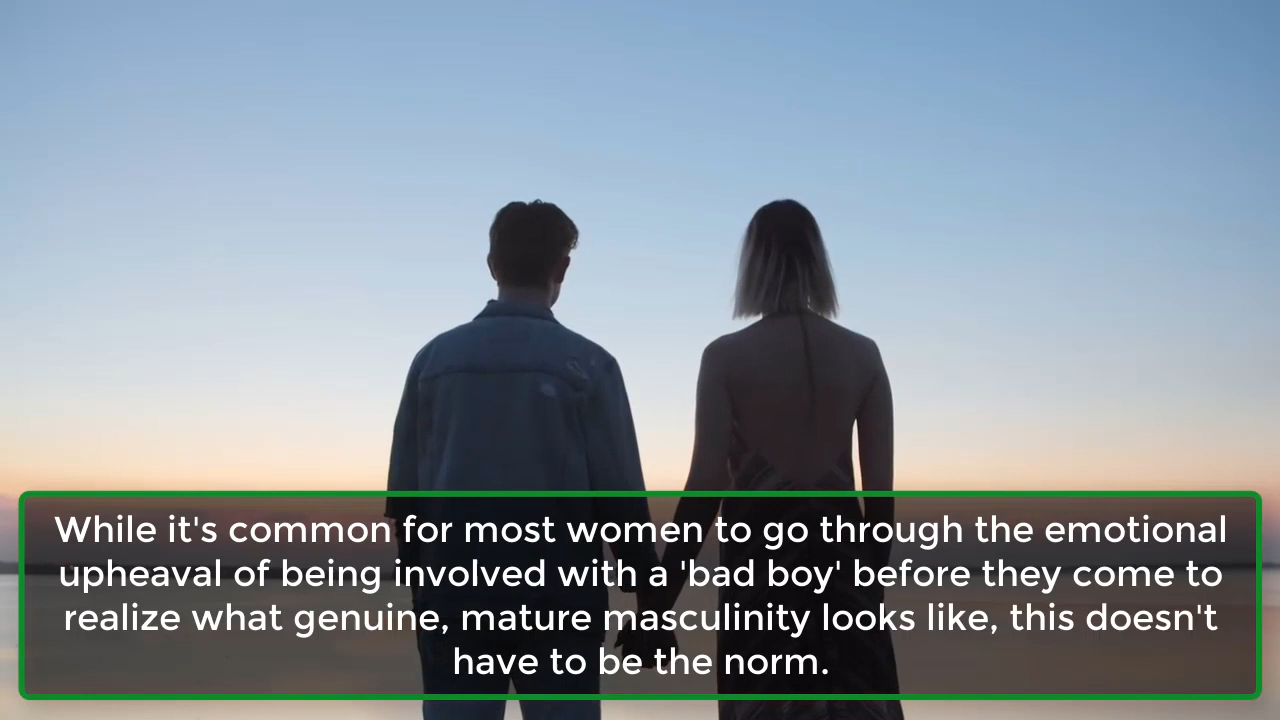 While it's common for most women to go through the emotional
upheaval of being involved with a 'bad boy' before they come to
realize what genuine, mature masculinity looks like, this doesn't
have to be the norm.